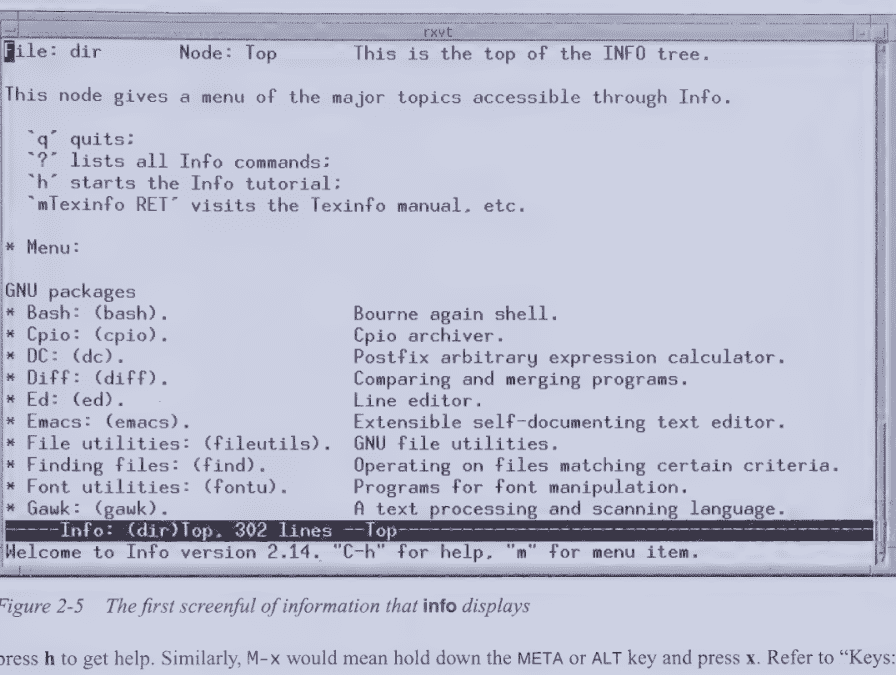 rxvt
File: dir Node: Top This is the top of the INFO tree.
This node gives a menu of the major topics accessible through Info.
`q´ quits;
`?´ lists all Info commands;
`h´ starts the Info tutorial;
`mTexinfo RET´ visits the Texinfo manual, etc.
* Menu:
GNU packages
* Bash: (bash). Bourne again shell.
* Cpio: (cpio). Cpio archiver.
* DC: (dc). Postfix arbitrary expression calculator.
* Diff: (diff). Comparing and merging programs.
* Ed: (ed). Line editor.
* Emacs: (emacs). Extensible self-documenting text editor.
* File utilities: (fileutils). GNU file utilities.
* Finding files: (find). Operating on files matching certain criteria.
* Font utilities: (fontu). Programs for font manipulation.
* Gawk: (gawk). A text processing and scanning language.
-----Info: (dir)Top, 302 lines --Top-----------------------------------------
Welcome to Info version 2.14. "C-h" for help, "m" for menu item.
Figure 2-5 The first screenful of information that info displays
press h to get help. Similarly, M-x would mean hold down the META or ALT key and press x. Refer to “Keys: